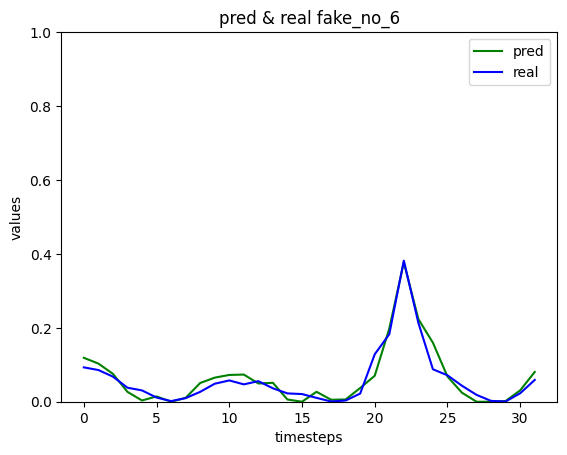 pred & real fake_no_6
1.0
pred
real
0.8
0.6
values
0.4
0.2
0.0
0 5 10 15 20 25 30
timesteps